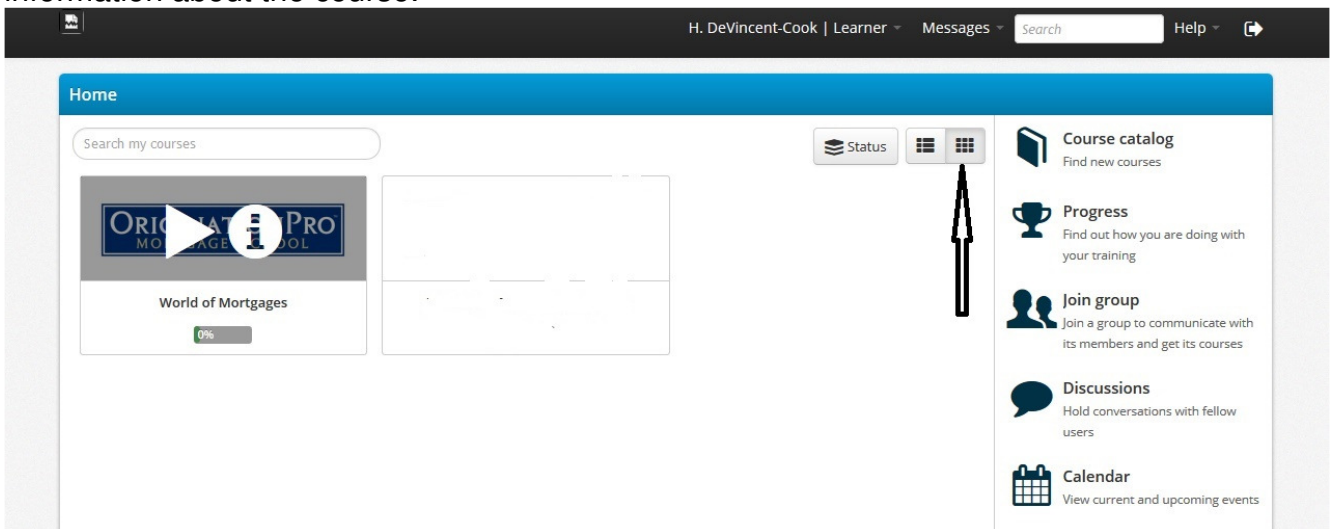 information about the course.
H. DeVincent-Cook | Learner Messages Search Help
Home
Search my courses
Status
World of Mortgages
0%
Course catalog
Find new courses
Progress
Find out how you are doing with
your training
Join group
Join a group to communicate with
its members and get its courses
Discussions
Hold conversations with fellow
users
Calendar
View current and upcoming events